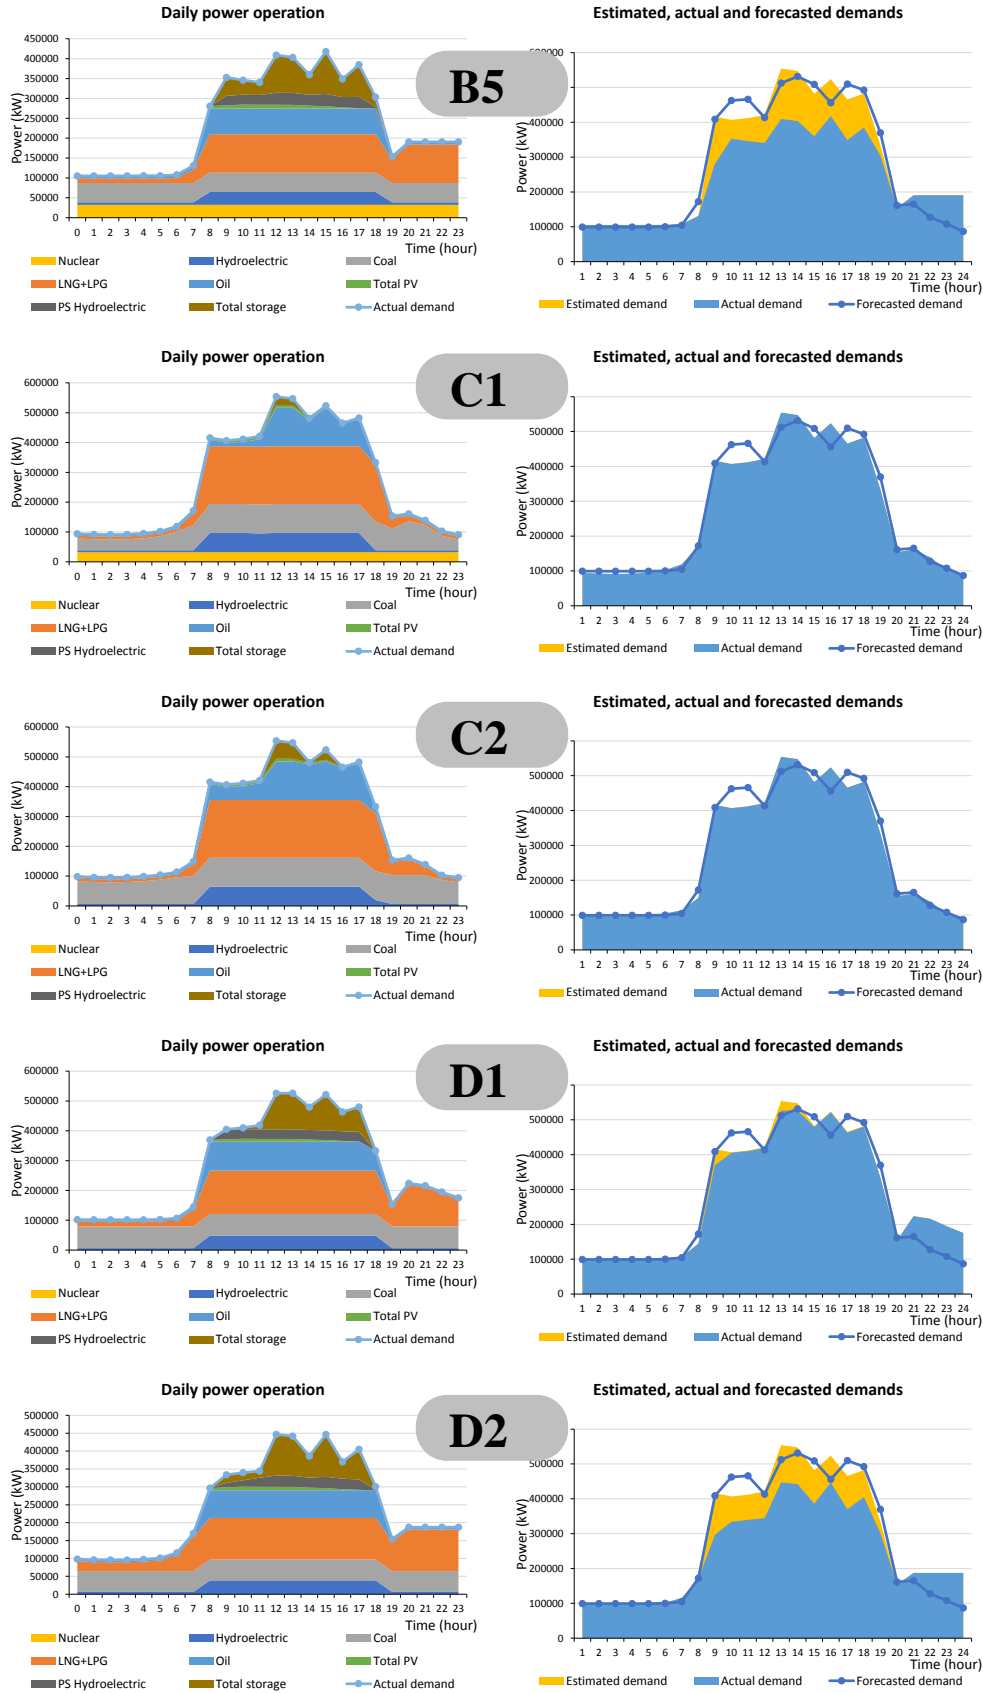 Daily power operation
Estimated, actual and forecasted demands
B5
Power (kW)
450000
400000
350000
300000
250000
200000
150000
100000
50000
0
0 1 2 3 4 5 6 7 8 9 10 11 12 13 14 15 16 17 18 19 20 21 22 23
Time (hour)
Nuclear Hydroelectric Coal
LNG+LPG Oil Total PV
PS Hydroelectric Total storage Actual demand
Power (kW)
500000
400000
300000
200000
100000
0
1 2 3 4 5 6 7 8 9 10 11 12 13 14 15 16 17 18 19 20 21 22 23 24
Time (hour)
Estimated demand Actual demand Forecasted demand
Daily power operation
Estimated, actual and forecasted demands
C1
Power (kW)
600000
500000
400000
300000
200000
100000
0
0 1 2 3 4 5 6 7 8 9 10 11 12 13 14 15 16 17 18 19 20 21 22 23
Time (hour)
Nuclear Hydroelectric Coal
LNG+LPG Oil Total PV
PS Hydroelectric Total storage Actual demand
Power (kW)
500000
400000
300000
200000
100000
0
1 2 3 4 5 6 7 8 9 10 11 12 13 14 15 16 17 18 19 20 21 22 23 24
Time (hour)
Estimated demand Actual demand Forecasted demand
Daily power operation
Estimated, actual and forecasted demands
C2
Power (kW)
600000
500000
400000
300000
200000
100000
0
0 1 2 3 4 5 6 7 8 9 10 11 12 13 14 15 16 17 18 19 20 21 22 23
Time (hour)
Nuclear Hydroelectric Coal
LNG+LPG Oil Total PV
PS Hydroelectric Total storage Actual demand
Power (kW)
500000
400000
300000
200000
100000
0
1 2 3 4 5 6 7 8 9 10 11 12 13 14 15 16 17 18 19 20 21 22 23 24
Time (hour)
Estimated demand Actual demand Forecasted demand
Daily power operation
Estimated, actual and forecasted demands
D1
Power (kW)
600000
500000
400000
300000
200000
100000
0
0 1 2 3 4 5 6 7 8 9 10 11 12 13 14 15 16 17 18 19 20 21 22 23
Time (hour)
Nuclear Hydroelectric Coal
LNG+LPG Oil Total PV
PS Hydroelectric Total storage Actual demand
Power (kW)
500000
400000
300000
200000
100000
0
1 2 3 4 5 6 7 8 9 10 11 12 13 14 15 16 17 18 19 20 21 22 23 24
Time (hour)
Estimated demand Actual demand Forecasted demand
Daily power operation
Estimated, actual and forecasted demands
D2
Power (kW)
500000
450000
400000
350000
300000
250000
200000
150000
100000
50000
0
0 1 2 3 4 5 6 7 8 9 10 11 12 13 14 15 16 17 18 19 20 21 22 23
Time (hour)
Nuclear Hydroelectric Coal
LNG+LPG Oil Total PV
PS Hydroelectric Total storage Actual demand
Power (kW)
500000
400000
300000
200000
100000
0
1 2 3 4 5 6 7 8 9 10 11 12 13 14 15 16 17 18 19 20 21 22 23 24
Time (hour)
Estimated demand Actual demand Forecasted demand